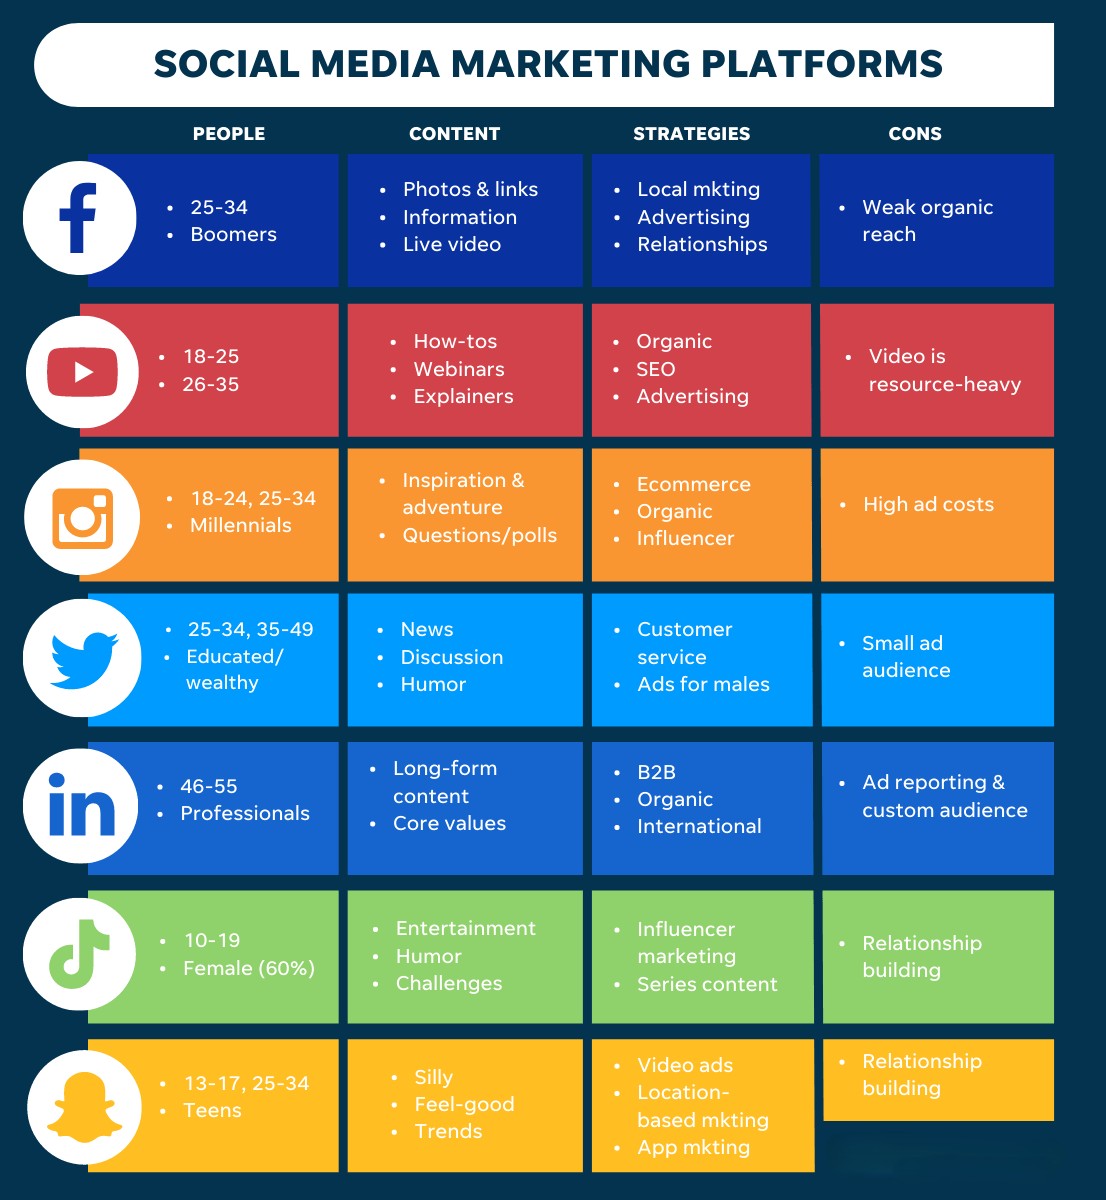 SOCIAL MEDIA MARKETING PLATFORMS
PEOPLE CONTENT STRATEGIES CONS
f
• 25-34
• Boomers
• Photos & links
• Information
• Live video
• Local mkting
• Advertising
• Relationships
• Weak organic
reach
• 18-25
• 26-35
• How-tos
• Webinars
• Explainers
• Organic
• SEO
• Advertising
• Video is
resource-heavy
• 18-24, 25-34
• Millennials
• Inspiration &
adventure
• Questions/polls
• Ecommerce
• Organic
• Influencer
• High ad costs
• 25-34, 35-49
• Educated/
wealthy
• News
• Discussion
• Humor
• Customer
service
• Ads for males
• Small ad
audience
in
• 46-55
• Professionals
• Long-form
content
• Core values
• B2B
• Organic
• International
• Ad reporting &
custom audience
• 10-19
• Female (60%)
• Entertainment
• Humor
• Challenges
• Influencer
marketing
• Series content
• Relationship
building
• 13-17, 25-34
• Teens
• Silly
• Feel-good
• Trends
• Video ads
• Location-
based mkting
• App mkting
• Relationship
building